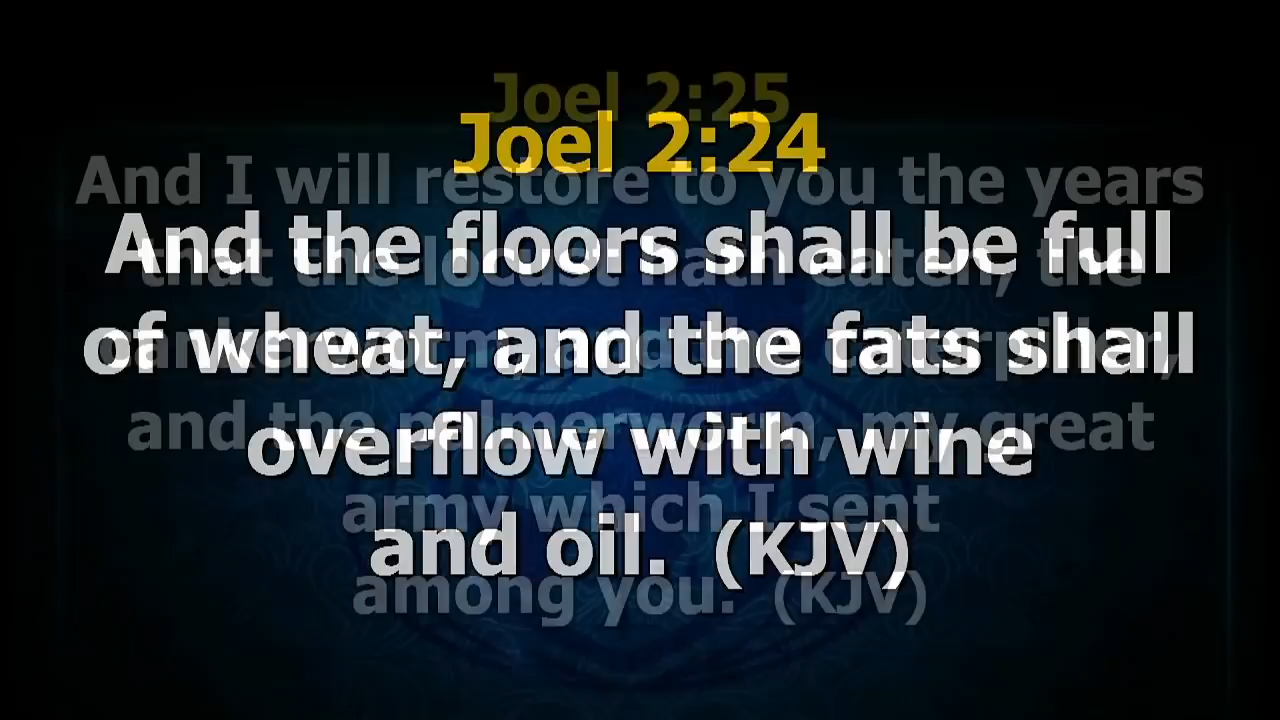 Joel 2:24
And the floors shall be full
of wheat, and the fats shall
overflow with wine
and oil. (KJV)
Joel 2:25
And I will restore to you the years
that the locust hath eaten, the
cankerworm, and the caterpiller,
and the palmerworm, my great
army which I sent
among you. (KJV)